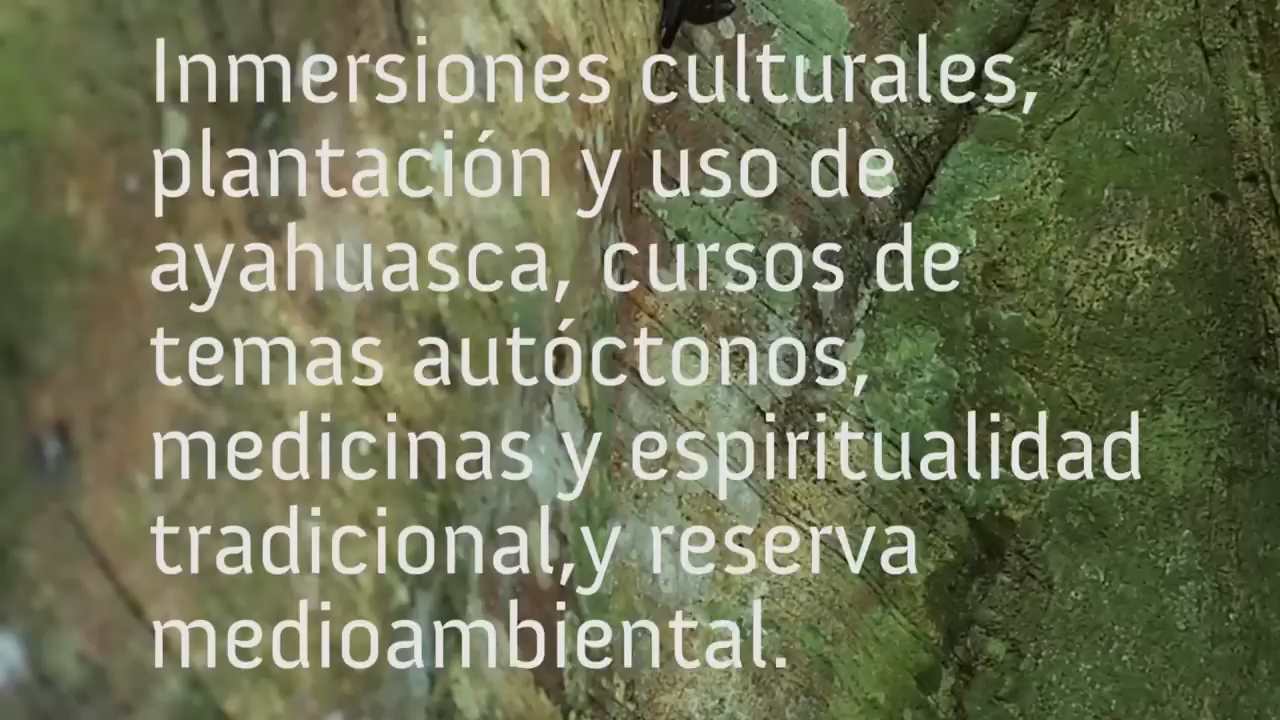 Inmersiones culturales,
plantación y uso de
ayahuasca, cursos de
temas autóctonos,
medicinas y espiritualidad
tradicional,y reserva
medioambiental.